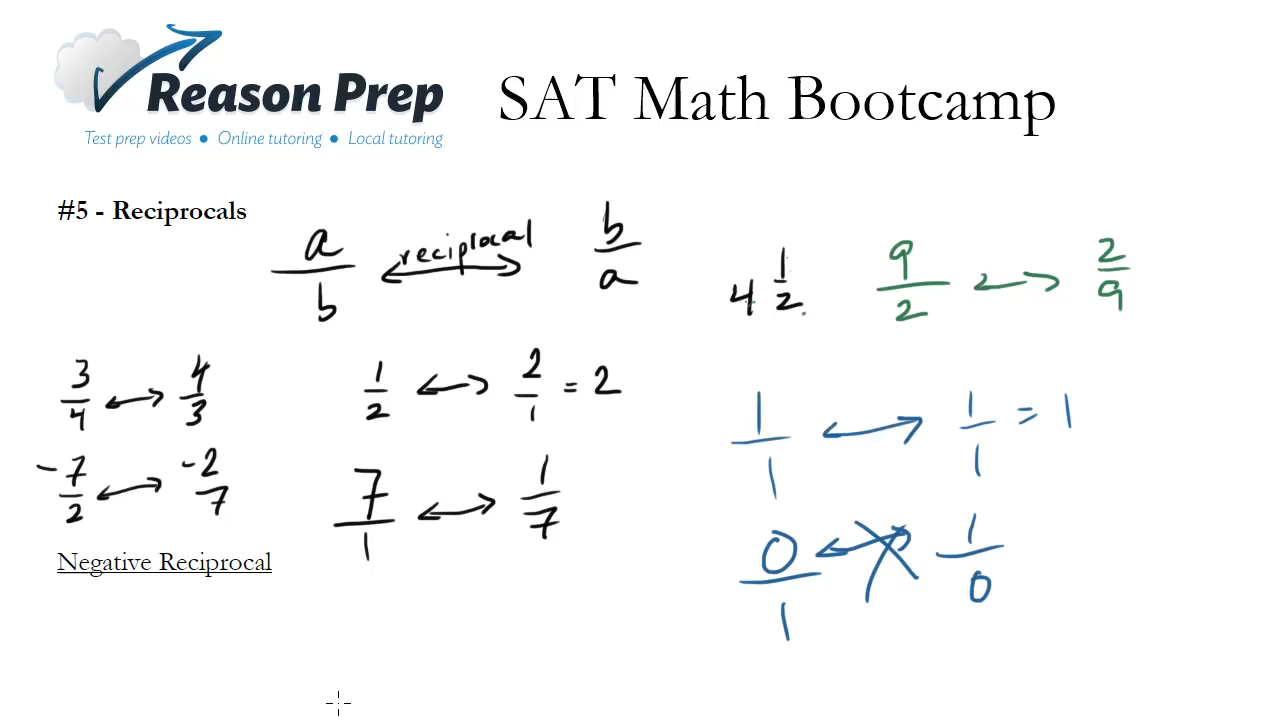 Reason Prep
Test prep videos ● Online tutoring ● Local tutoring
SAT Math Bootcamp
#5 - Reciprocals
a/b ⟷ reciprocal b/a
4 1/2 9/2 ⟷ 2/9
3/4 ⟷ 4/3
1/2 ⟷ 2/1 = 2
1/1 ⟷ 1/1 = 1
-7/2 ⟷ -2/7
7/1 ⟷ 1/7
0/1 ⟷ 1/0
Negative Reciprocal